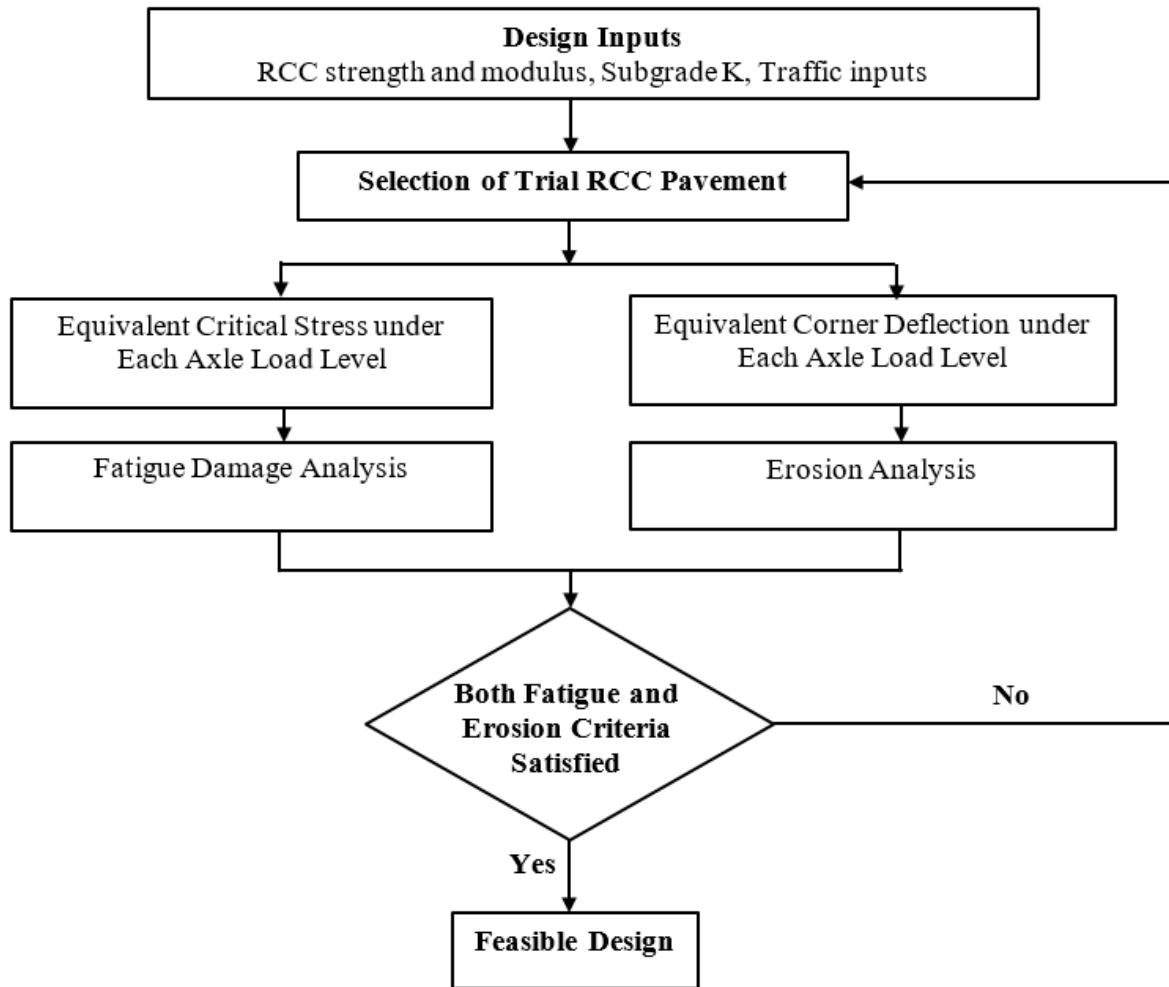 Design Inputs
RCC strength and modulus, Subgrade K, Traffic inputs
Selection of Trial RCC Pavement
Equivalent Critical Stress under
Each Axle Load Level
Equivalent Corner Deflection under
Each Axle Load Level
Fatigue Damage Analysis
Erosion Analysis
Both Fatigue and
Erosion Criteria
Satisfied
No
Yes
Feasible Design